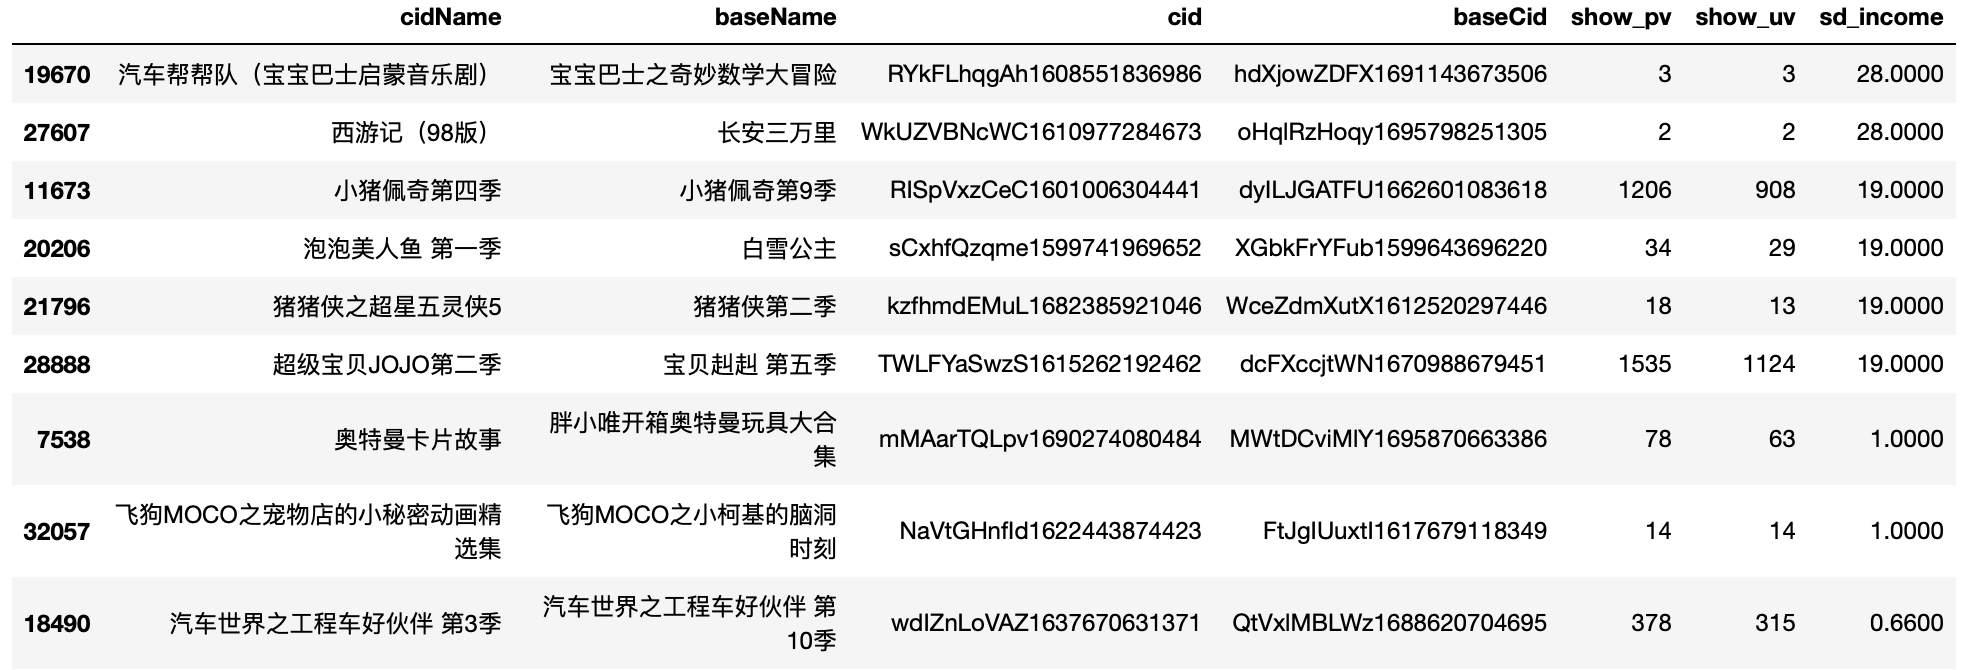 cidName baseName cid baseCid show_pv show_uv sd_income
19670 汽车帮帮队（宝宝巴士启蒙音乐剧） 宝宝巴士之奇妙数学大冒险 RYkFLhqgAh1608551836986 hdXjowZDFX1691143673506 3 3 28.0000
27607 西游记（98版） 长安三万里 WkUZVBNcWC1610977284673 oHqlRzHoqy1695798251305 2 2 28.0000
11673 小猪佩奇第四季 小猪佩奇第9季 RISpVxzCeC1601006304441 dyILJGATFU1662601083618 1206 908 19.0000
20206 泡泡美人鱼 第一季 白雪公主 sCxhfQzqme1599741969652 XGbkFrYFub1599643696220 34 29 19.0000
21796 猪猪侠之超星五灵侠5 猪猪侠第二季 kzfhmdEMuL1682385921046 WceZdmXutX1612520297446 18 13 19.0000
28888 超级宝贝JOJO第二季 宝贝赳赳 第五季 TWLFYaSwzS1615262192462 dcFXccjtWN1670988679451 1535 1124 19.0000
胖小唯开箱奥特曼玩具大合
7538 奥特曼卡片故事 mMAarTQLpv1690274080484 MWtDCviMlY1695870663386 78 63 1.0000
集
飞狗MOCO之宠物店的小秘密动画精 飞狗MOCO之小柯基的脑洞
32057 NaVtGHnfld1622443874423 FtJgIUuxtI1617679118349 14 14 1.0000
选集 时刻
汽车世界之工程车好伙伴 第
18490 汽车世界之工程车好伙伴 第3季 wdIZnLoVAZ1637670631371 QtVxlMBLWz1688620704695 378 315 0.6600
10季